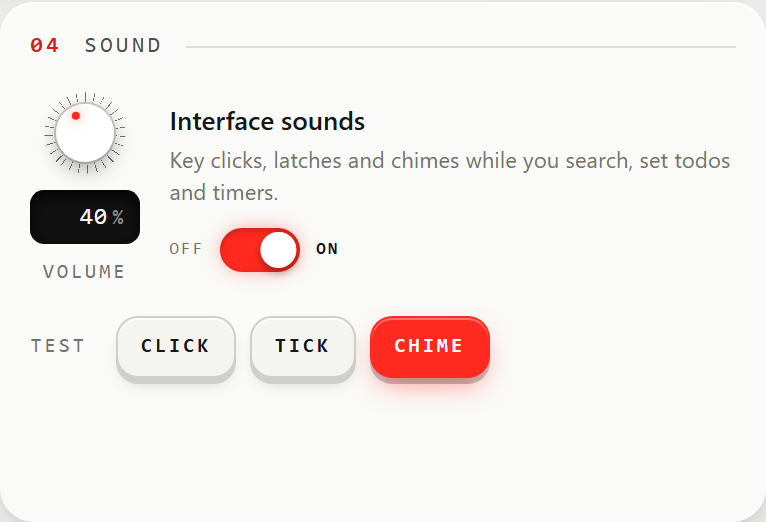 04 SOUND
Interface sounds
Key clicks, latches and chimes while you search, set todos
and timers.
40%
OFF ON
VOLUME
TEST CLICK TICK CHIME